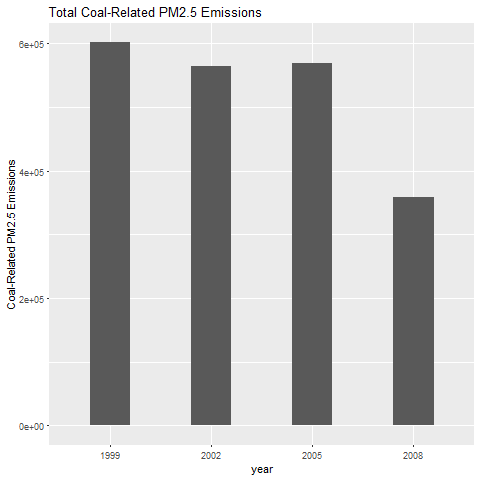 Total Coal-Related PM2.5 Emissions
Coal-Related PM2.5 Emissions
6e+05
4e+05
2e+05
0e+00
1999 2002 2005 2008
year